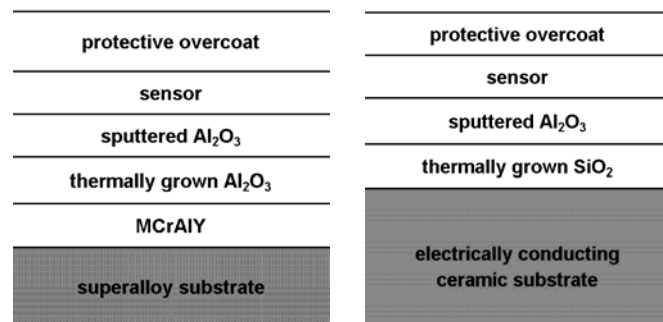 protective overcoat
sensor
sputtered Al₂O₃
thermally grown Al₂O₃
MCrAlY
superalloy substrate
protective overcoat
sensor
sputtered Al₂O₃
thermally grown SiO₂
electrically conducting
ceramic substrate